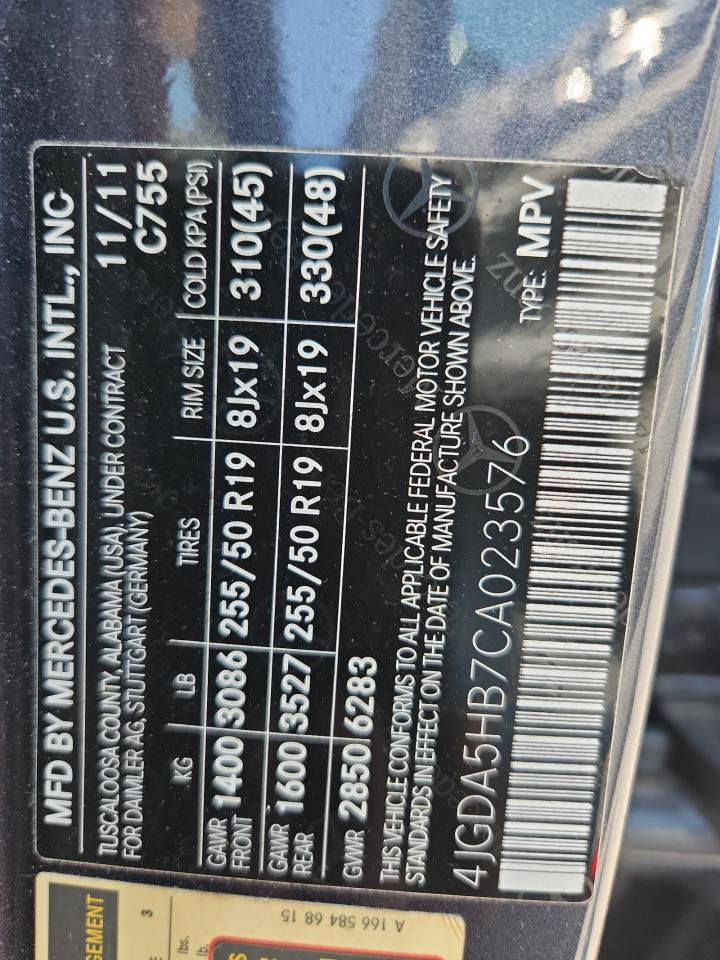 MFD BY MERCEDES-BENZ U.S. INTL., INC
TUSCALOOSA COUNTY, ALABAMA (USA), UNDER CONTRACT 11/11
FOR DAIMLER AG, STUTTGART (GERMANY) C755
KG LB TIRES RIM SIZE COLD KPA(PSI)
GAWR FRONT 1400 3086 255/50 R19 8Jx19 310(45)
GAWR REAR 1600 3527 255/50 R19 8Jx19 330(48)
GVWR 2850 6283
THIS VEHICLE CONFORMS TO ALL APPLICABLE FEDERAL MOTOR VEHICLE SAFETY
STANDARDS IN EFFECT ON THE DATE OF MANUFACTURE SHOWN ABOVE.
4JGDA5HB7CA023576 TYPE: MPV
GEMENT
3
lbs.
lb.
A 166 584 68 15